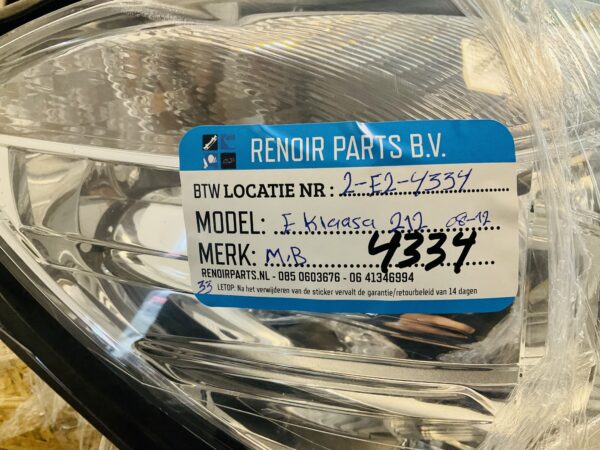 RENOIR PARTS B.V.
BTW LOCATIE NR : 2-E2-4334
MODEL: E Klaasa 212 08-12
MERK: M.B 4334
RENOIRPARTS.NL - 085 0603676 - 06 41346994
33 LETOP: Na het verwijderen van de sticker vervalt de garantie/retourbeleid van 14 dagen